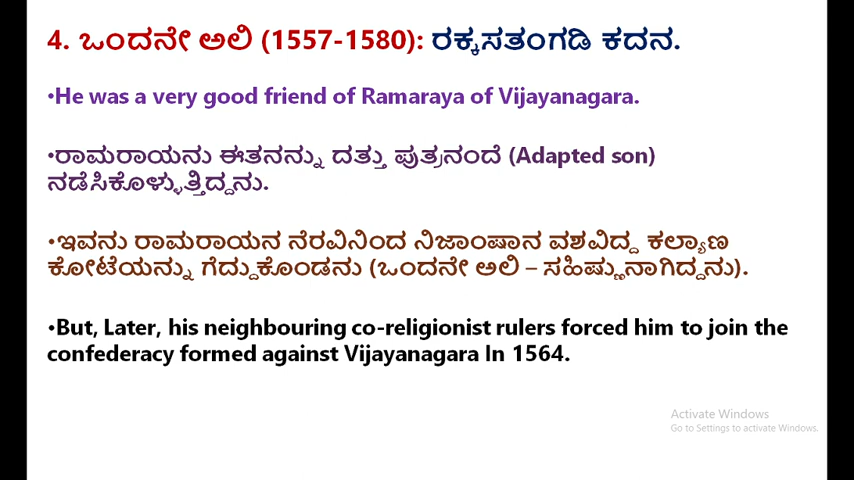 4. ಒಂದನೇ ಅಲಿ (1557-1580): ರಕ್ಕಸತಂಗಡಿ ಕದನ.
•He was a very good friend of Ramaraya of Vijayanagara.
•ರಾಮರಾಯನು ಈತನನ್ನು ದತ್ತು ಪುತ್ರನಂದೆ (Adapted son)
ನಡೆಸಿಕೊಳ್ಳುತ್ತಿದ್ದನು.
•ಇವನು ರಾಮರಾಯನ ನೆರವಿನಿಂದ ನಿಜಾಂಷಾನ ವಶವಿದ್ದ ಕಲ್ಯಾಣ
ಕೋಟೆಯನ್ನು ಗೆದ್ದುಕೊಂಡನು (ಒಂದನೇ ಅಲಿ – ಸಹಿಷ್ಣುನಾಗಿದ್ದನು).
•But, Later, his neighbouring co-religionist rulers forced him to join the
confederacy formed against Vijayanagara In 1564.
Activate Windows
Go to Settings to activate Windows.